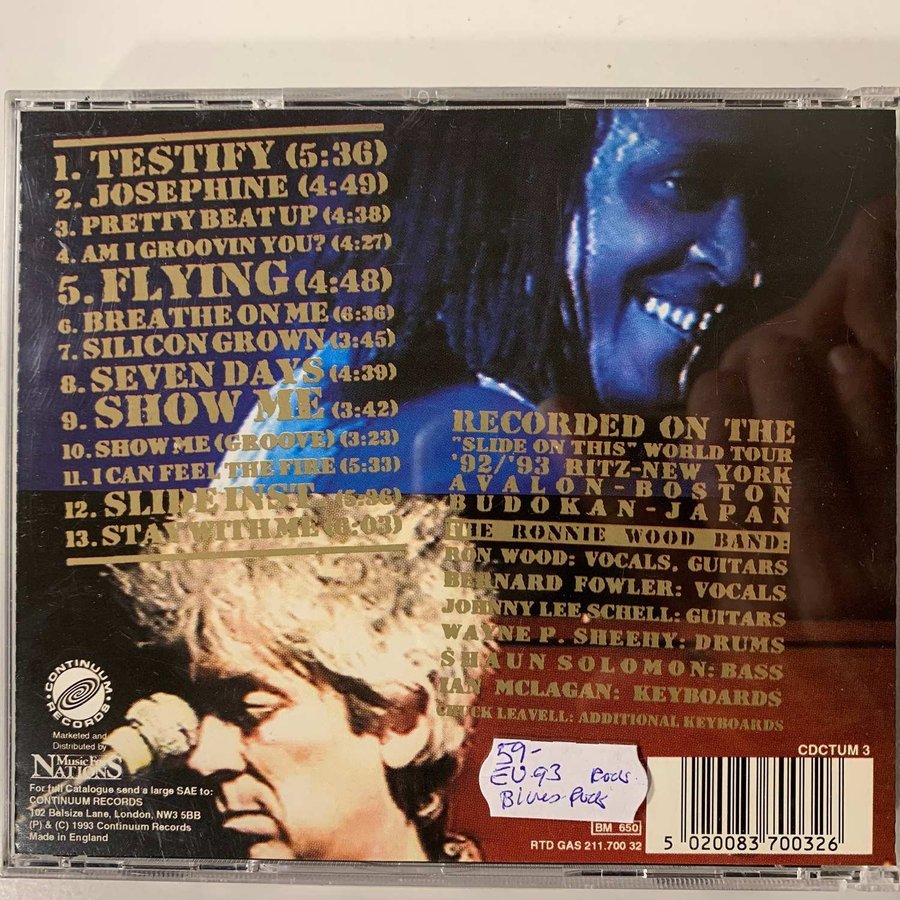 1. TESTIFY (5:36)
2. JOSEPHINE (4:49)
3. PRETTY BEAT UP (4:38)
4. AM I GROOVIN YOU? (4:27)
5. FLYING (4:48)
6. BREATHE ON ME (6:36)
7. SILICON GROWN (3:45)
8. SEVEN DAYS (4:39)
9. SHOW ME (3:42)
10. SHOW ME (GROOVE) (3:23)
11. I CAN FEEL THE FIRE (5:33)
12. SLIDE INST (5:36)
13. STAY WITH ME (6:03)
RECORDED ON THE
"SLIDE ON THIS" WORLD TOUR
'92/'93 RITZ-NEW YORK
AVALON-BOSTON
BUDOKAN-JAPAN
(THE RONNIE WOOD BAND:
RON WOOD: VOCALS, GUITARS
BERNARD FOWLER: VOCALS
JOHNNY LEE SCHELL: GUITARS
WAYNE P. SHEEHY: DRUMS
SHAUN SOLOMON: BASS
IAN MCLAGAN: KEYBOARDS
CHUCK LEAVELL: ADDITIONAL KEYBOARDS
CONTINUUM
RECORDS
Marketed and
Distributed by
Music For
NATIONS
For full Catalogue send a large SAE to:
CONTINUUM RECORDS
102 Belsize Lane, London, NW3 5BB
(P) & (C) 1993 Continuum Records
Made in England
59-
EU-93 Rock
Blues Rock
BM 650
RTD GAS 211.700 32
CDCTUM 3
5 020083 700326